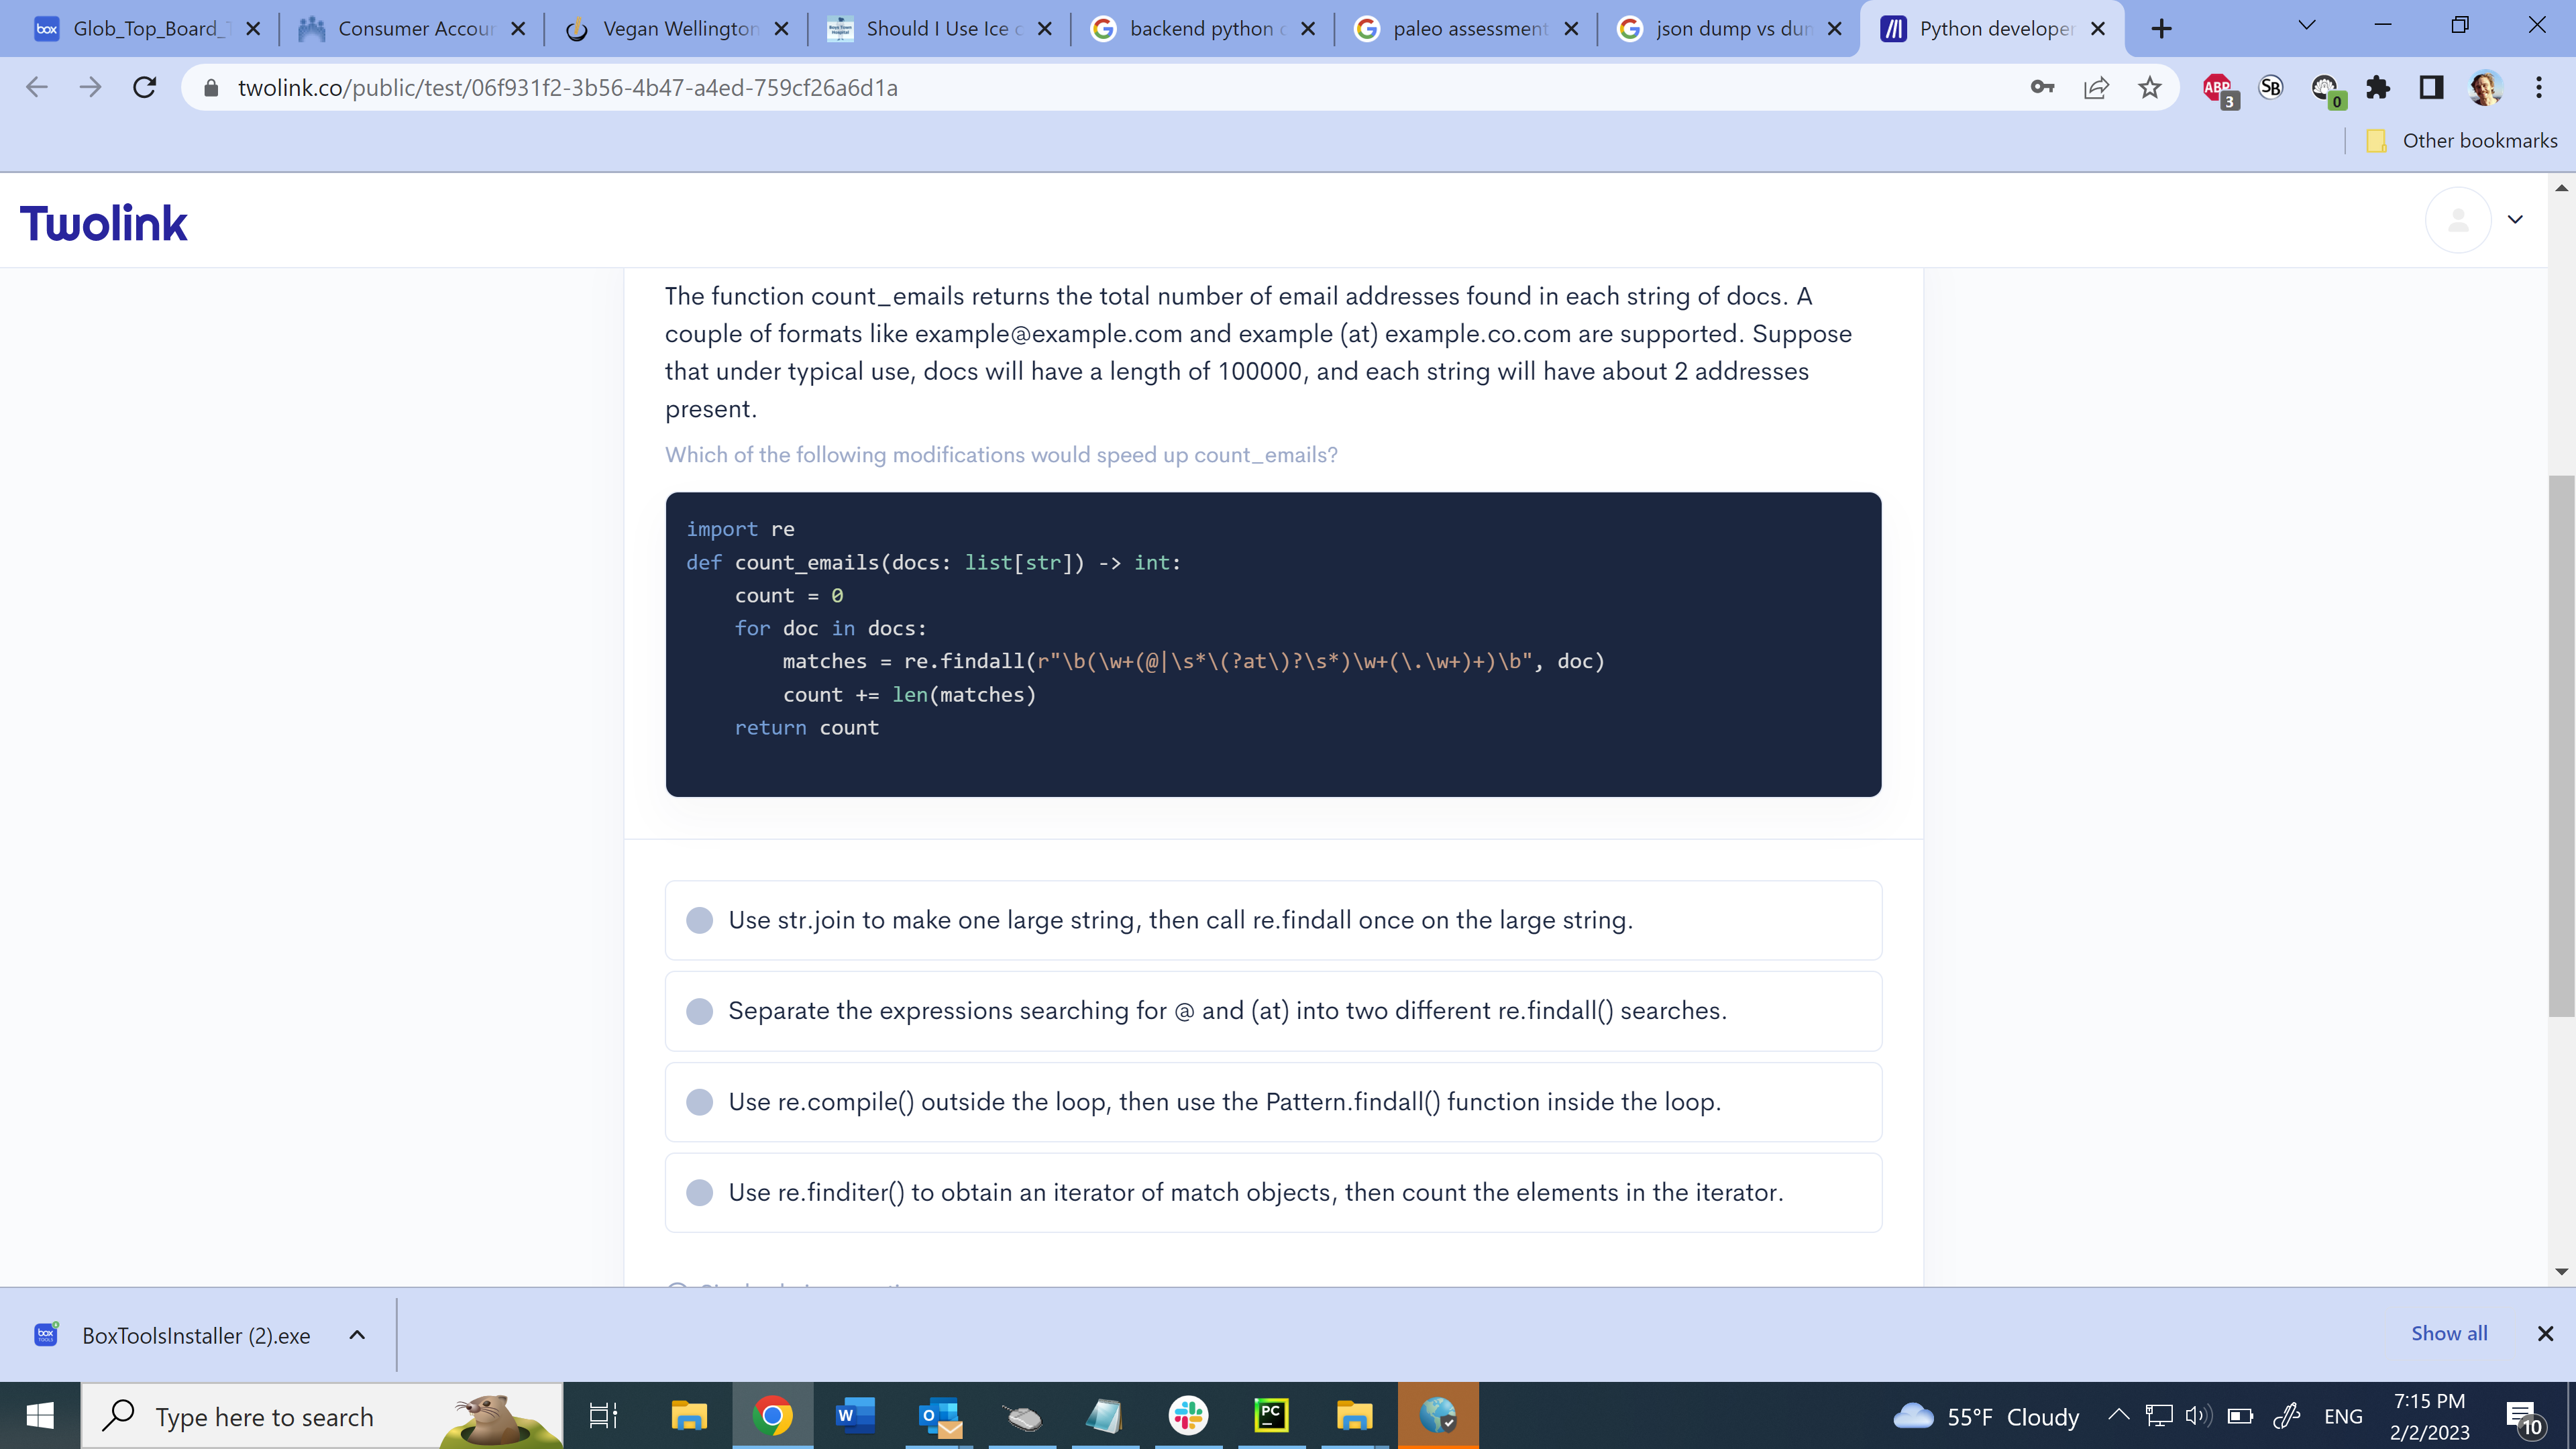 box Glob_Top_Board_
Consumer Accou
Vegan Wellington
Should I Use Ice
backend python
paleo assessment
json dump vs du
Python developer
twolink.co/public/test/06f931f2-3b56-4b47-a4ed-759cf26a6d1a
ABP 3
SB
0
Other bookmarks
Twolink
The function count_emails returns the total number of email addresses found in each string of docs. A
couple of formats like example@example.com and example (at) example.co.com are supported. Suppose
that under typical use, docs will have a length of 100000, and each string will have about 2 addresses
present.
Which of the following modifications would speed up count_emails?
import re
def count_emails(docs: list[str]) -> int:
    count = 0
    for doc in docs:
        matches = re.findall(r"\b(\w+(@|\s*\(?at\)?\s*)\w+(\.\w+)+)\b", doc)
        count += len(matches)
    return count
Use str.join to make one large string, then call re.findall once on the large string.
Separate the expressions searching for @ and (at) into two different re.findall() searches.
Use re.compile() outside the loop, then use the Pattern.findall() function inside the loop.
Use re.finditer() to obtain an iterator of match objects, then count the elements in the iterator.
box TOOLS BoxToolsInstaller (2).exe
Show all
Type here to search
W
O
PC
55°F Cloudy
ENG
7:15 PM
2/2/2023
10